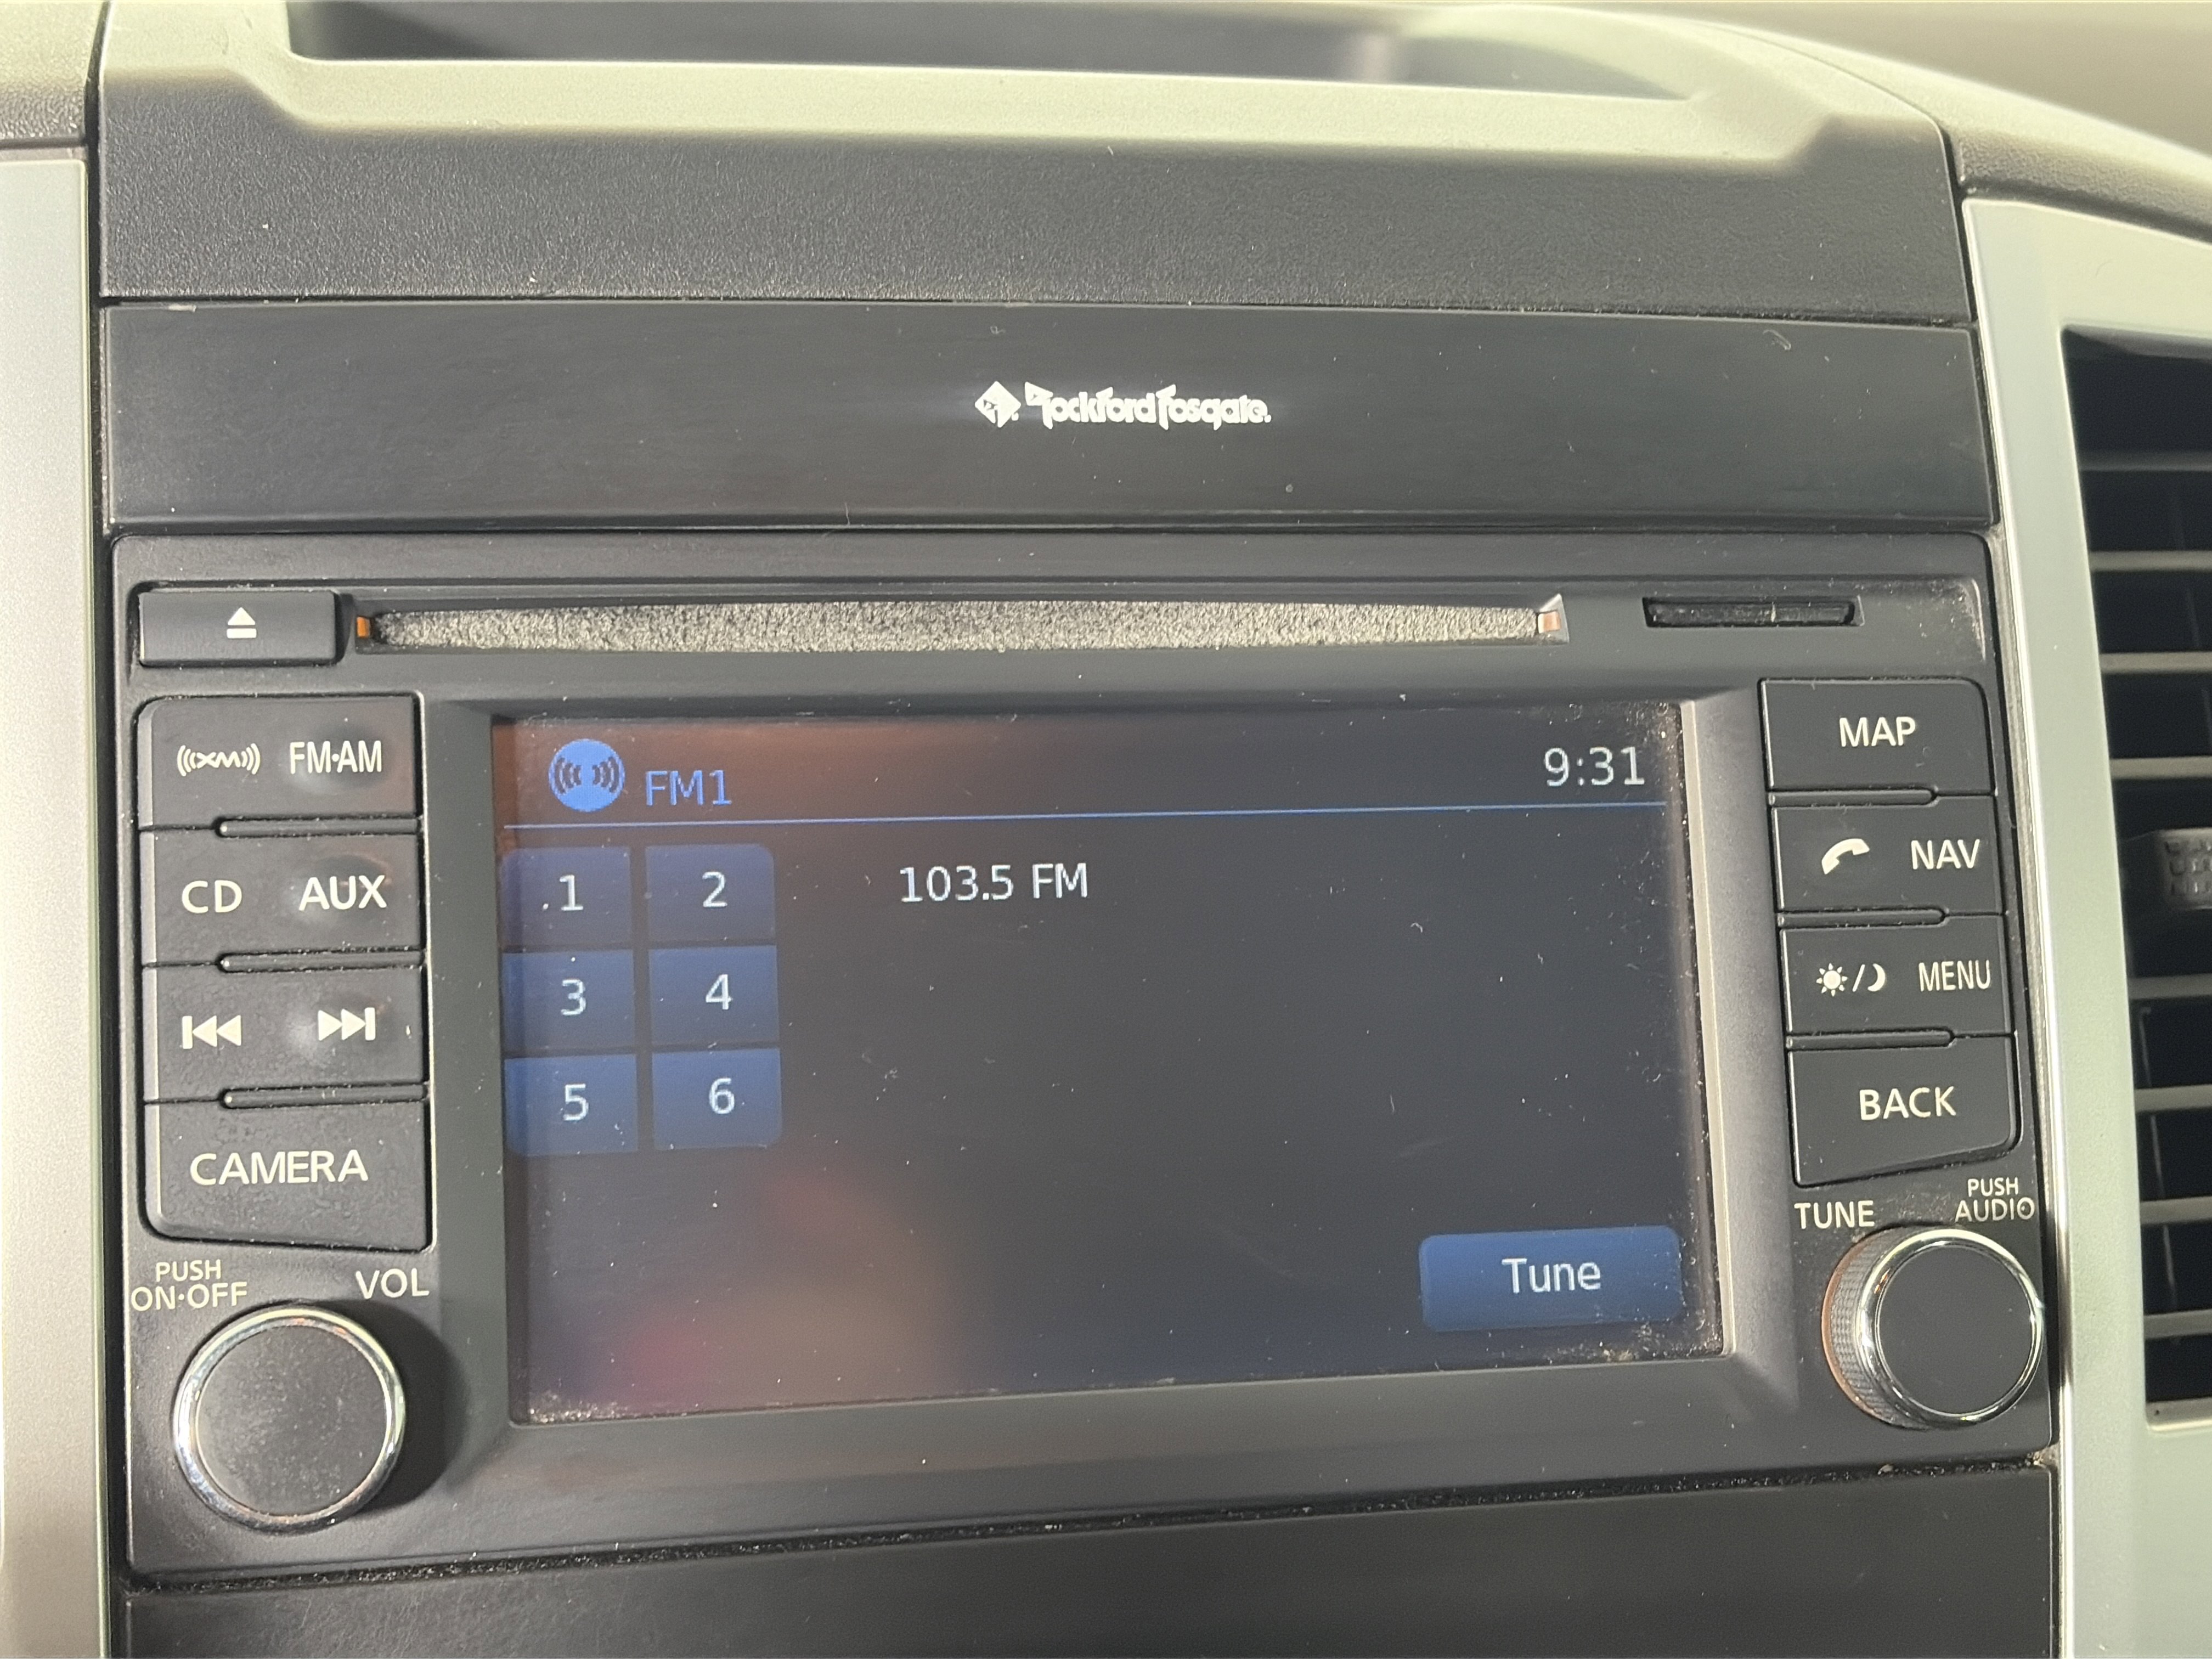 Rockford Fosgate
XM FM·AM
CD AUX
CAMERA
PUSH
ON·OFF
VOL
FM1
9:31
1 2
3 4
5 6
103.5 FM
Tune
MAP
NAV
MENU
BACK
TUNE
PUSH
AUDIO